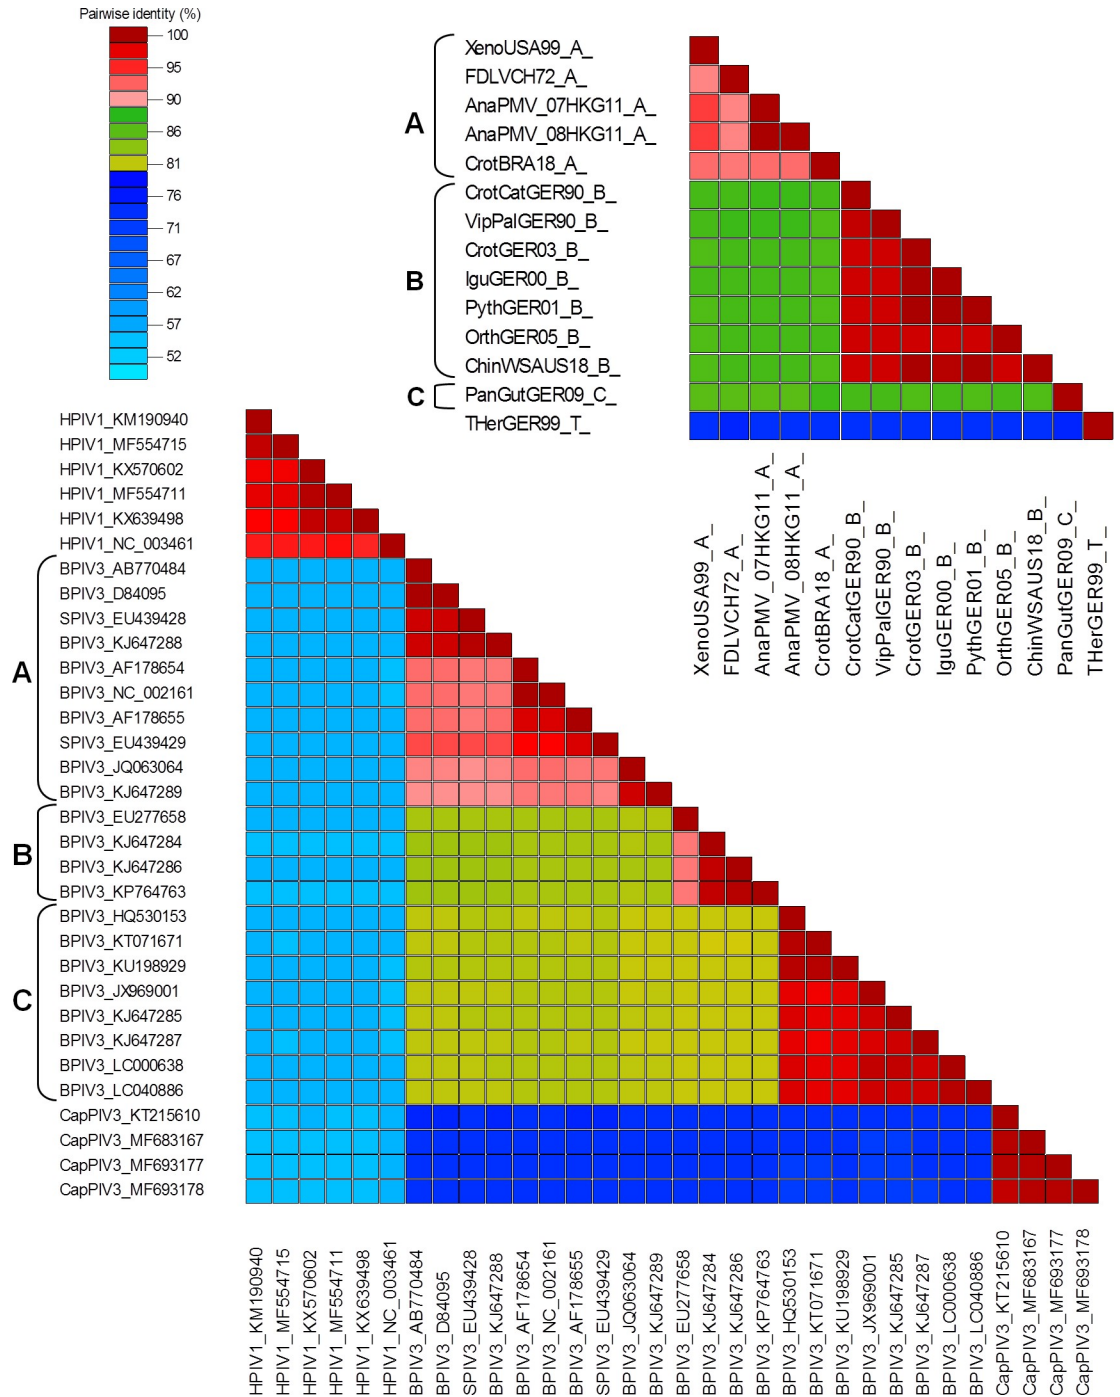 Pairwise identity (%)
100
95
90
86
81
76
71
67
62
57
52
A
B
C
XenoUSA99_A_
FDLVCH72_A_
AnaPMV_07HKG11_A_
AnaPMV_08HKG11_A_
CrotBRA18_A_
CrotCatGER90_B_
VipPalGER90_B_
CrotGER03_B_
IguGER00_B_
PythGER01_B_
OrthGER05_B_
ChinWSAUS18_B_
PanGutGER09_C_
THerGER99_T_
XenoUSA99_A_
FDLVCH72_A_
AnaPMV_07HKG11_A_
AnaPMV_08HKG11_A_
CrotBRA18_A_
CrotCatGER90_B_
VipPalGER90_B_
CrotGER03_B_
IguGER00_B_
PythGER01_B_
OrthGER05_B_
ChinWSAUS18_B_
PanGutGER09_C_
THerGER99_T_
HPIV1_KM190940
HPIV1_MF554715
HPIV1_KX570602
HPIV1_MF554711
HPIV1_KX639498
HPIV1_NC_003461
A
BPIV3_AB770484
BPIV3_D84095
SPIV3_EU439428
BPIV3_KJ647288
BPIV3_AF178654
BPIV3_NC_002161
BPIV3_AF178655
SPIV3_EU439429
BPIV3_JQ063064
BPIV3_KJ647289
B
BPIV3_EU277658
BPIV3_KJ647284
BPIV3_KJ647286
BPIV3_KP764763
C
BPIV3_HQ530153
BPIV3_KT071671
BPIV3_KU198929
BPIV3_JX969001
BPIV3_KJ647285
BPIV3_KJ647287
BPIV3_LC000638
BPIV3_LC040886
CapPIV3_KT215610
CapPIV3_MF683167
CapPIV3_MF693177
CapPIV3_MF693178
HPIV1_KM190940
HPIV1_MF554715
HPIV1_KX570602
HPIV1_MF554711
HPIV1_KX639498
HPIV1_NC_003461
BPIV3_AB770484
BPIV3_D84095
SPIV3_EU439428
BPIV3_KJ647288
BPIV3_AF178654
BPIV3_NC_002161
BPIV3_AF178655
SPIV3_EU439429
BPIV3_JQ063064
BPIV3_KJ647289
BPIV3_EU277658
BPIV3_KJ647284
BPIV3_KJ647286
BPIV3_KP764763
BPIV3_HQ530153
BPIV3_KT071671
BPIV3_KU198929
BPIV3_JX969001
BPIV3_KJ647285
BPIV3_KJ647287
BPIV3_LC000638
BPIV3_LC040886
CapPIV3_KT215610
CapPIV3_MF683167
CapPIV3_MF693177
CapPIV3_MF693178